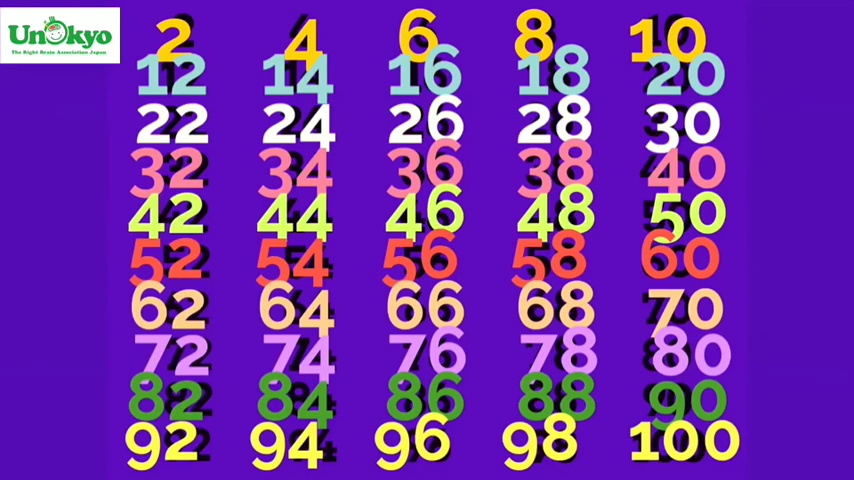 UnOkyo
The Right Brain Association Japan
2 4 6 8 10
12 14 16 18 20
22 24 26 28 30
32 34 36 38 40
42 44 46 48 50
52 54 56 58 60
62 64 66 68 70
72 74 76 78 80
82 84 86 88 90
92 94 96 98 100